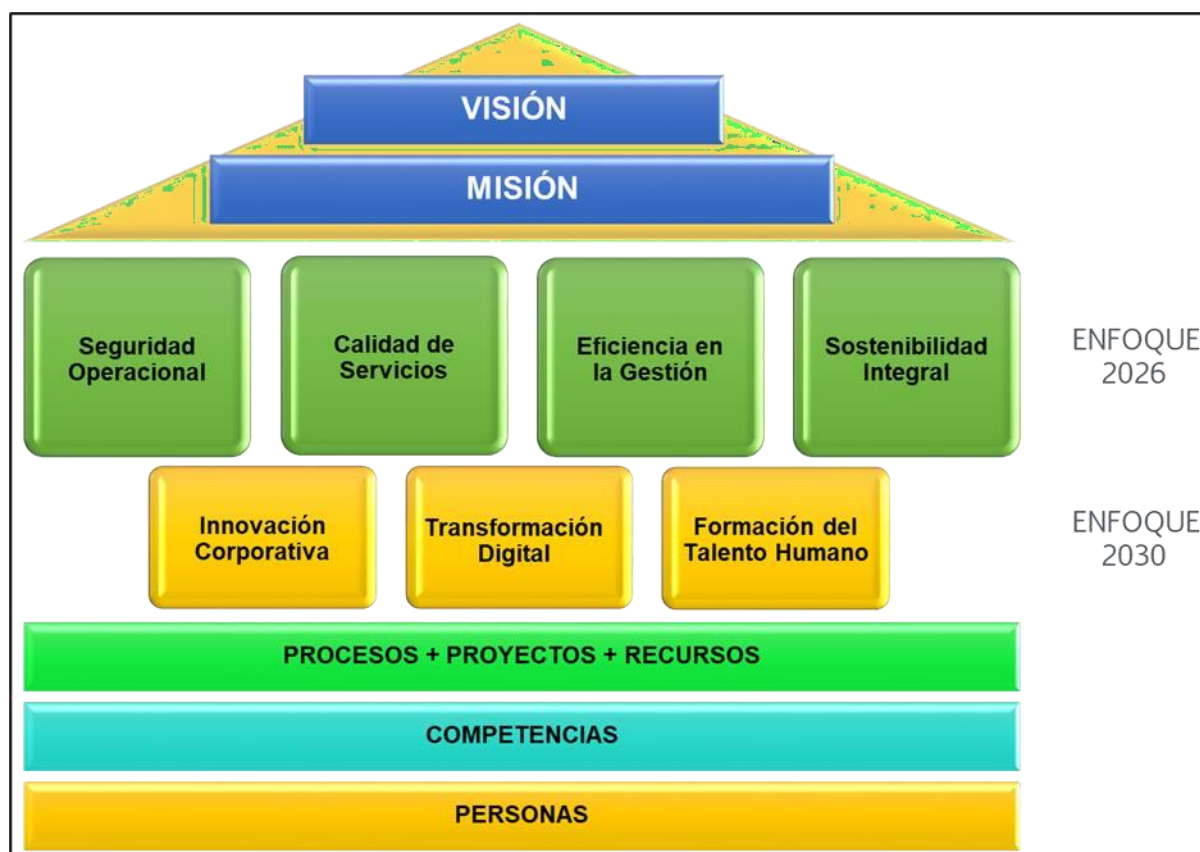 VISIÓN
MISIÓN
Seguridad
Operacional
Calidad de
Servicios
Eficiencia en
la Gestión
Sostenibilidad
Integral
ENFOQUE
2026
Innovación
Corporativa
Transformación
Digital
Formación del
Talento Humano
ENFOQUE
2030
PROCESOS + PROYECTOS + RECURSOS
COMPETENCIAS
PERSONAS